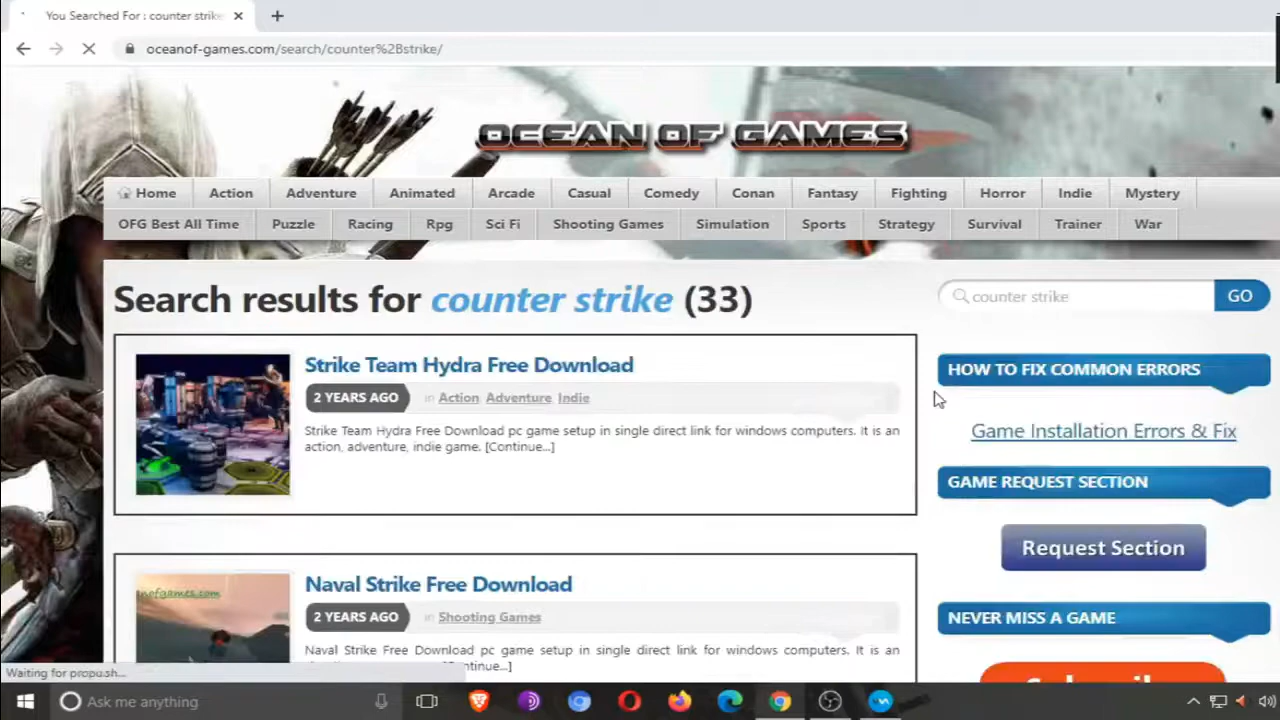 You Searched For : counter strike
oceanof-games.com/search/counter%2Bstrike/
OCEAN OF GAMES
Home Action Adventure Animated Arcade Casual Comedy Conan Fantasy Fighting Horror Indie Mystery
OFG Best All Time Puzzle Racing Rpg Sci Fi Shooting Games Simulation Sports Strategy Survival Trainer War
Search results for counter strike (33)
counter strike GO
Strike Team Hydra Free Download
2 YEARS AGO in Action Adventure Indie
Strike Team Hydra Free Download pc game setup in single direct link for windows computers. It is an
action, adventure, indie game. [Continue...]
HOW TO FIX COMMON ERRORS
Game Installation Errors & Fix
GAME REQUEST SECTION
Request Section
Naval Strike Free Download
2 YEARS AGO in Shooting Games
Naval Strike Free Download pc game setup in single direct link for windows computers. It is an
NEVER MISS A GAME
Waiting for propu.sh...
Ask me anything